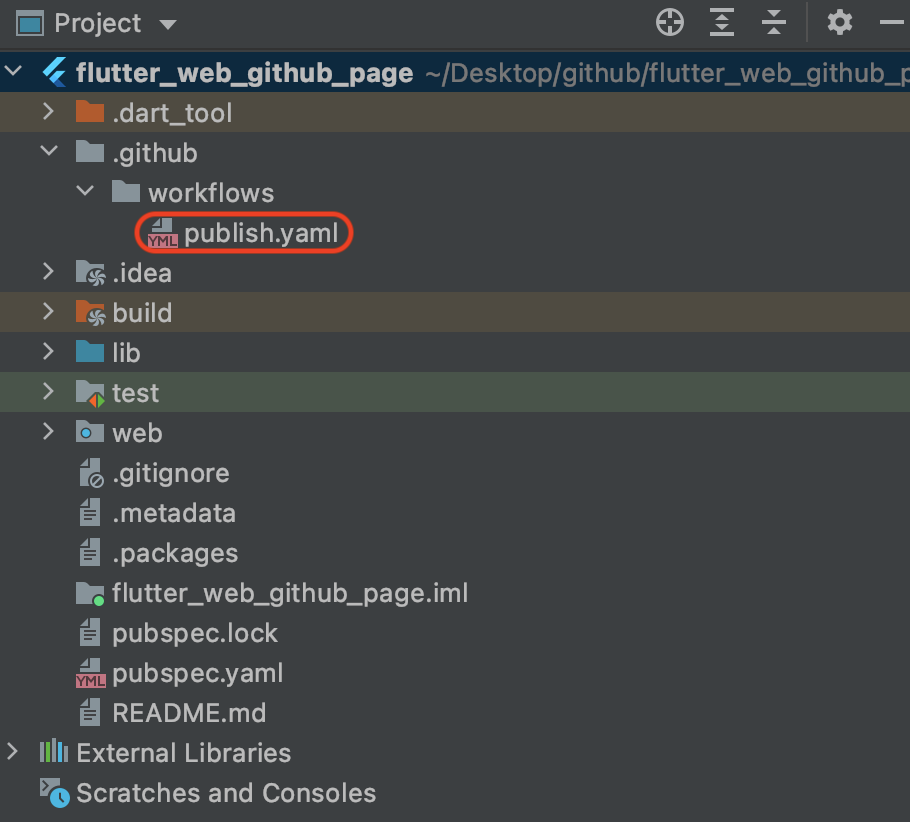 Project
flutter_web_github_page ~/Desktop/github/flutter_web_github_p
.dart_tool
.github
workflows
YML publish.yaml
.idea
build
lib
test
web
.gitignore
.metadata
.packages
flutter_web_github_page.iml
pubspec.lock
YML pubspec.yaml
README.md
External Libraries
Scratches and Consoles